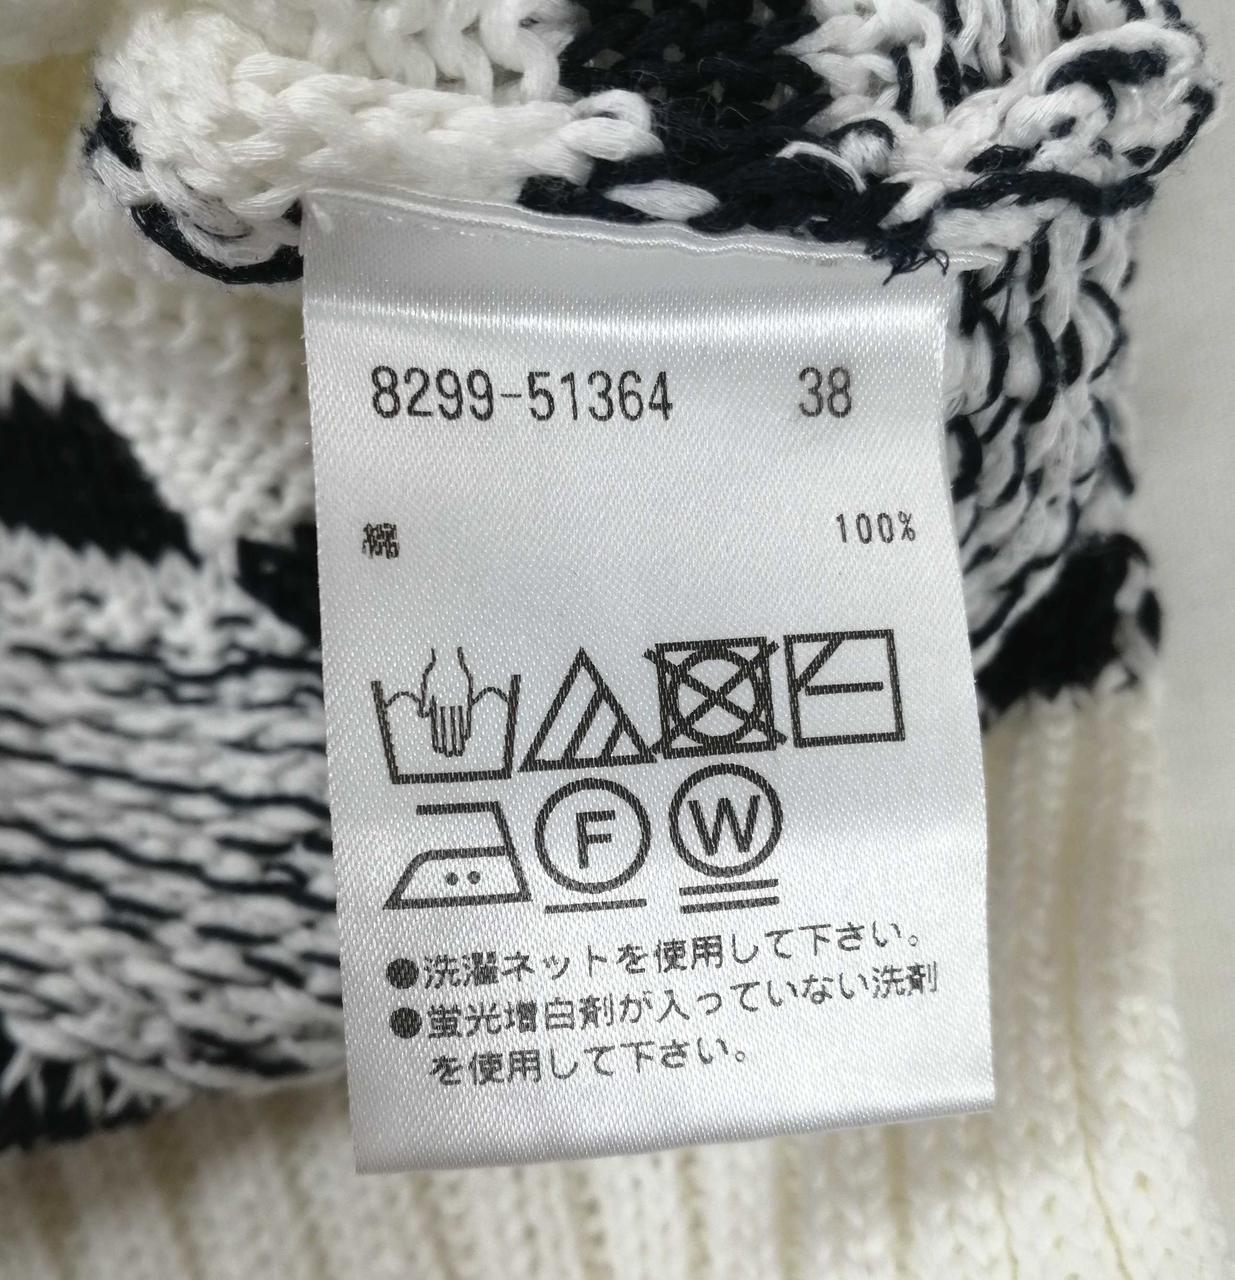 8299-51364 38
綿 100%
F W
●洗濯ネットを使用して下さい。
●蛍光増白剤が入っていない洗剤
を使用して下さい。